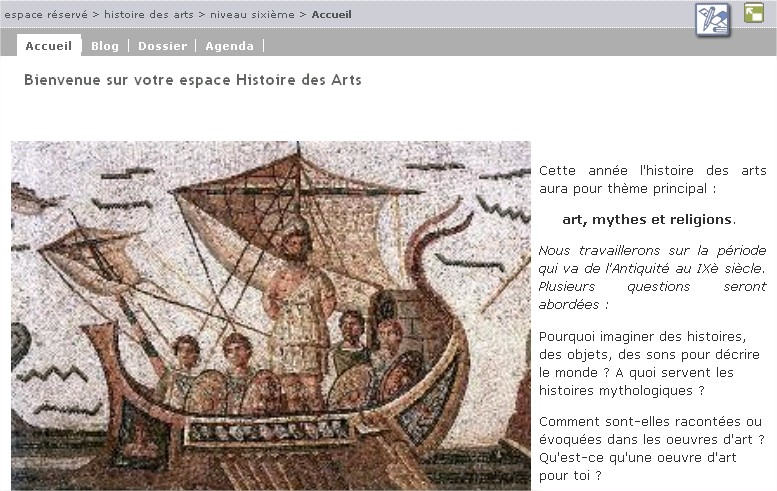 espace réservé > histoire des arts > niveau sixième > Accueil
Accueil | Blog | Dossier | Agenda |
Bienvenue sur votre espace Histoire des Arts
Cette année l'histoire des arts
aura pour thème principal :
art, mythes et religions.
Nous travaillerons sur la période
qui va de l'Antiquité au IXè siècle.
Plusieurs questions seront
abordées :
Pourquoi imaginer des histoires,
des objets, des sons pour décrire
le monde ? A quoi servent les
histoires mythologiques ?
Comment sont-elles racontées ou
évoquées dans les oeuvres d'art ?
Qu'est-ce qu'une oeuvre d'art
pour toi ?